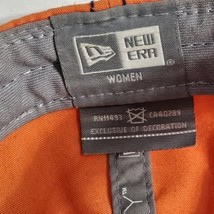 NEW
ERA
WOMEN
RN11493 CA40289
EXCLUSIVE OF DECORATION